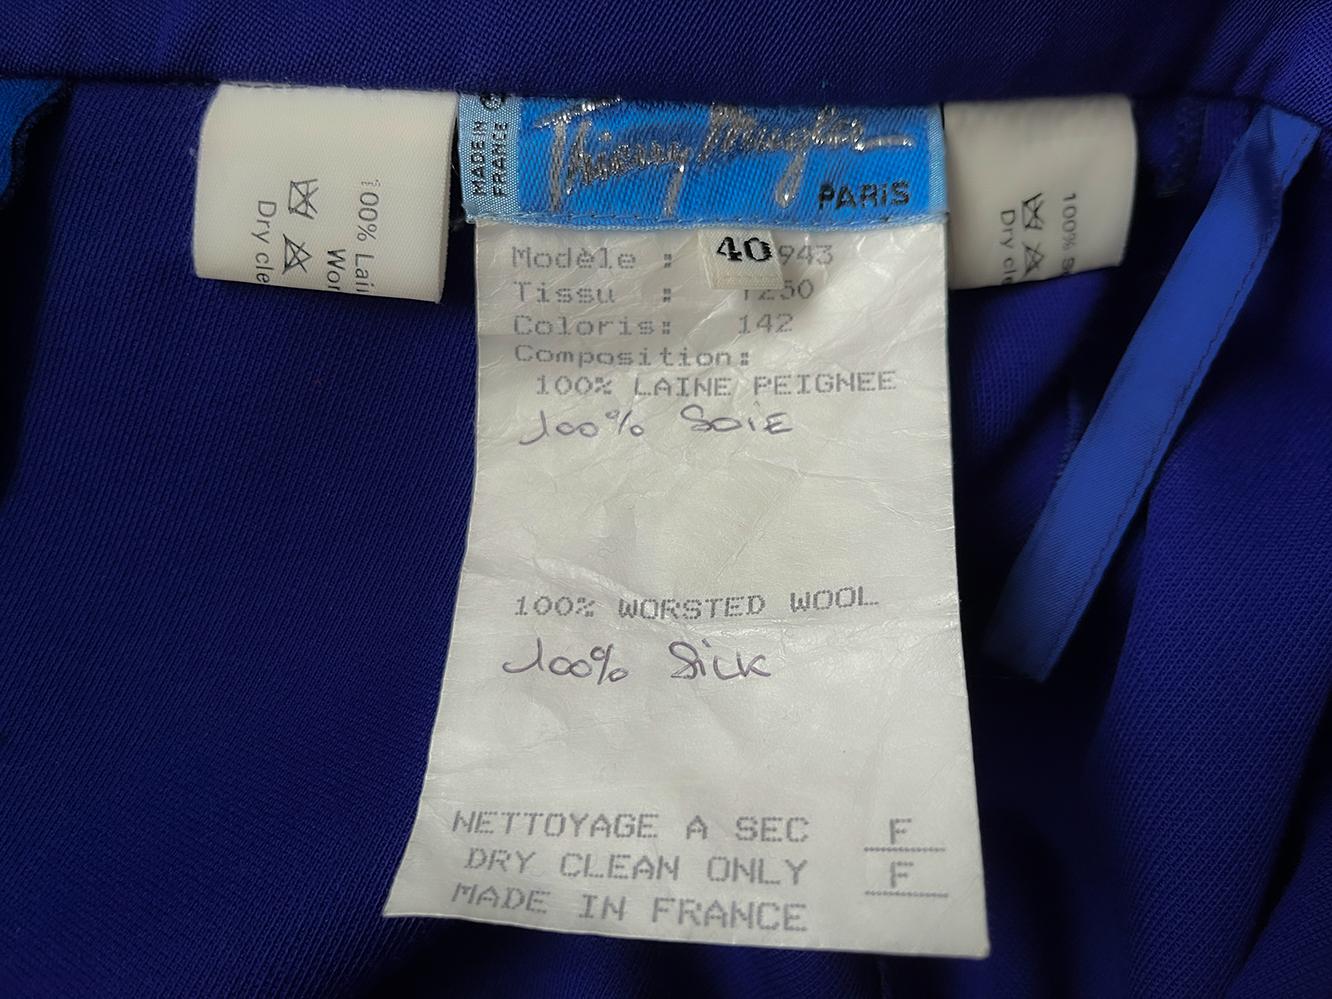 MADE IN
FRANCE
Thierry Mugler
PARIS
40
Modèle : 943
Tissu :
Coloris: 142
Composition:
100% LAINE PEIGNEE
100% SOIE
100% WORSTED WOOL
100% SiLK
NETTOYAGE A SEC F
DRY CLEAN ONLY F
MADE IN FRANCE
100% Lai
Wor
Dry cle
100% S
Dry cl